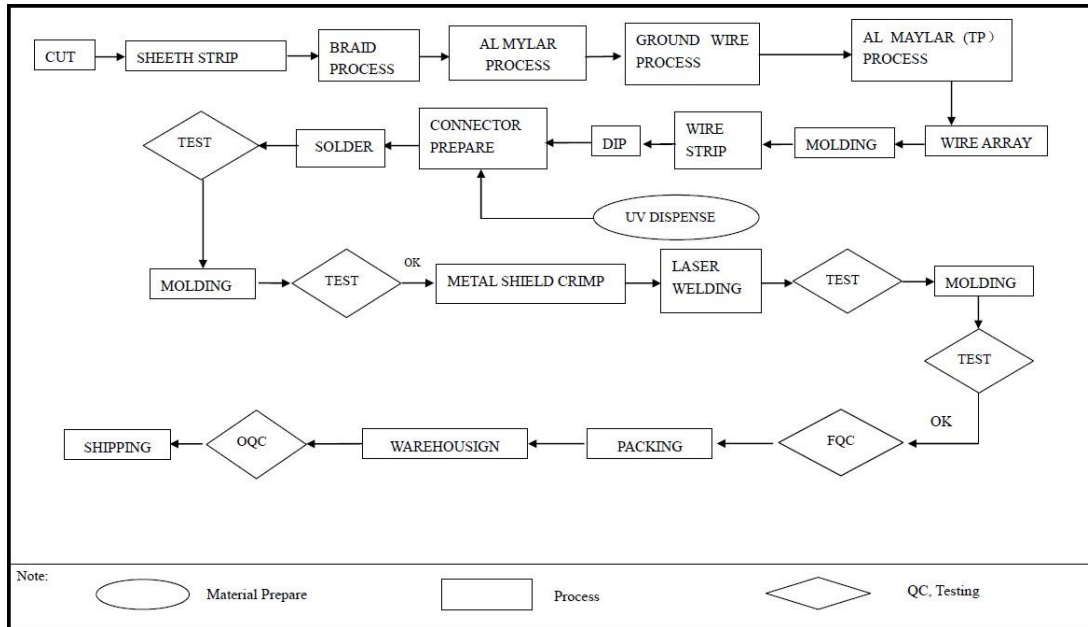 CUT
SHEETH STRIP
BRAID
PROCESS
AL MYLAR
PROCESS
GROUND WIRE
PROCESS
AL MAYLAR (TP）
PROCESS
TEST
SOLDER
CONNECTOR
PREPARE
DIP
WIRE
STRIP
MOLDING
WIRE ARRAY
UV DISPENSE
MOLDING
TEST
OK
METAL SHIELD CRIMP
LASER
WELDING
TEST
MOLDING
TEST
OK
SHIPPING
OQC
WAREHOUSIGN
PACKING
FQC
Note:
Material Prepare
Process
QC, Testing